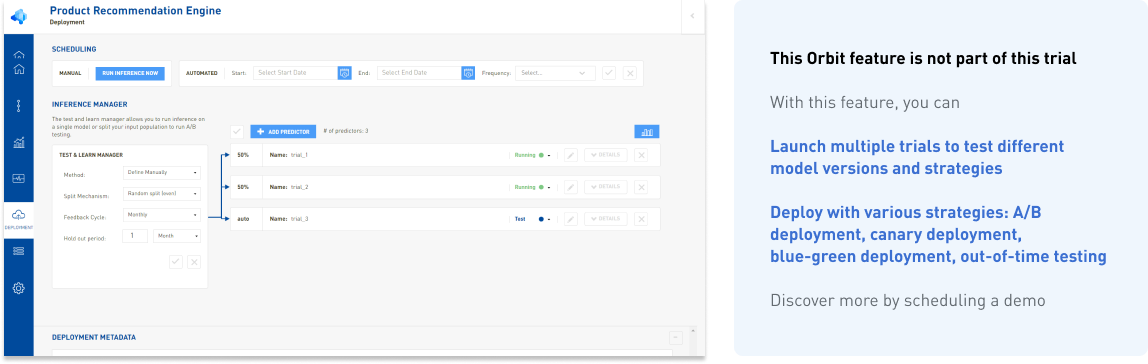 Product Recommendation Engine
Deployment
SCHEDULING
MANUAL RUN INFERENCE NOW AUTOMATED Start: Select Start Date End: Select End Date Frequency: Select...
INFERENCE MANAGER
The test and learn manager allows you to run inference
on a single model or split your input population to run A/B
testing.
ADD PREDICTOR # of predictors: 3
TEST & LEARN MANAGER
Method: Define Manually
Split Mechanism: Random split (even)
Feedback Cycle: Monthly
Hold out period: 1 Month
50% Name: trial_1 Running DETAILS
50% Name: trial_2 Running DETAILS
auto Name: trial_3 Test DETAILS
DEPLOYMENT
DEPLOYMENT METADATA
This Orbit feature is not part of this trial
With this feature, you can
Launch multiple trials to test different
model versions and strategies
Deploy with various strategies: A/B
deployment, canary deployment,
blue-green deployment, out-of-time testing
Discover more by scheduling a demo